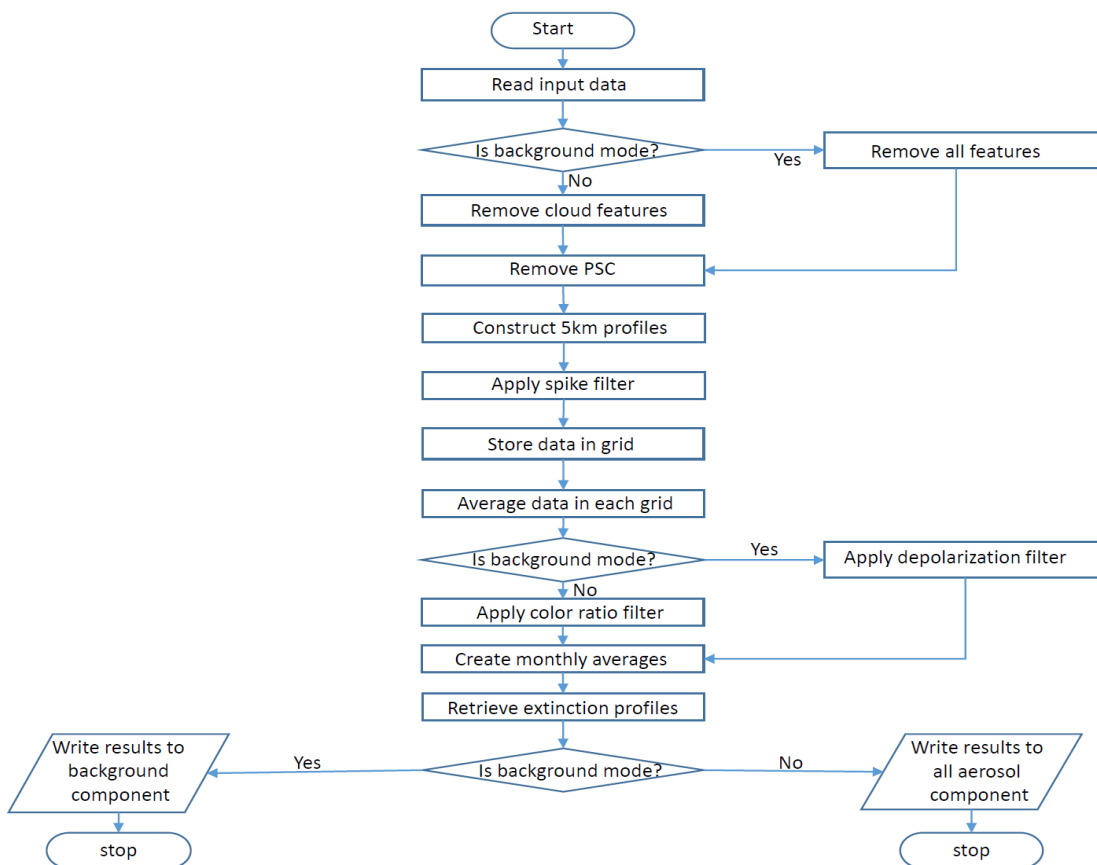 Start
Read input data
Is background mode?
Yes
Remove all features
No
Remove cloud features
Remove PSC
Construct 5km profiles
Apply spike filter
Store data in grid
Average data in each grid
Is background mode?
Yes
Apply depolarization filter
No
Apply color ratio filter
Create monthly averages
Retrieve extinction profiles
Is background mode?
Yes
Write results to
background
component
stop
No
Write results to
all aerosol
component
stop